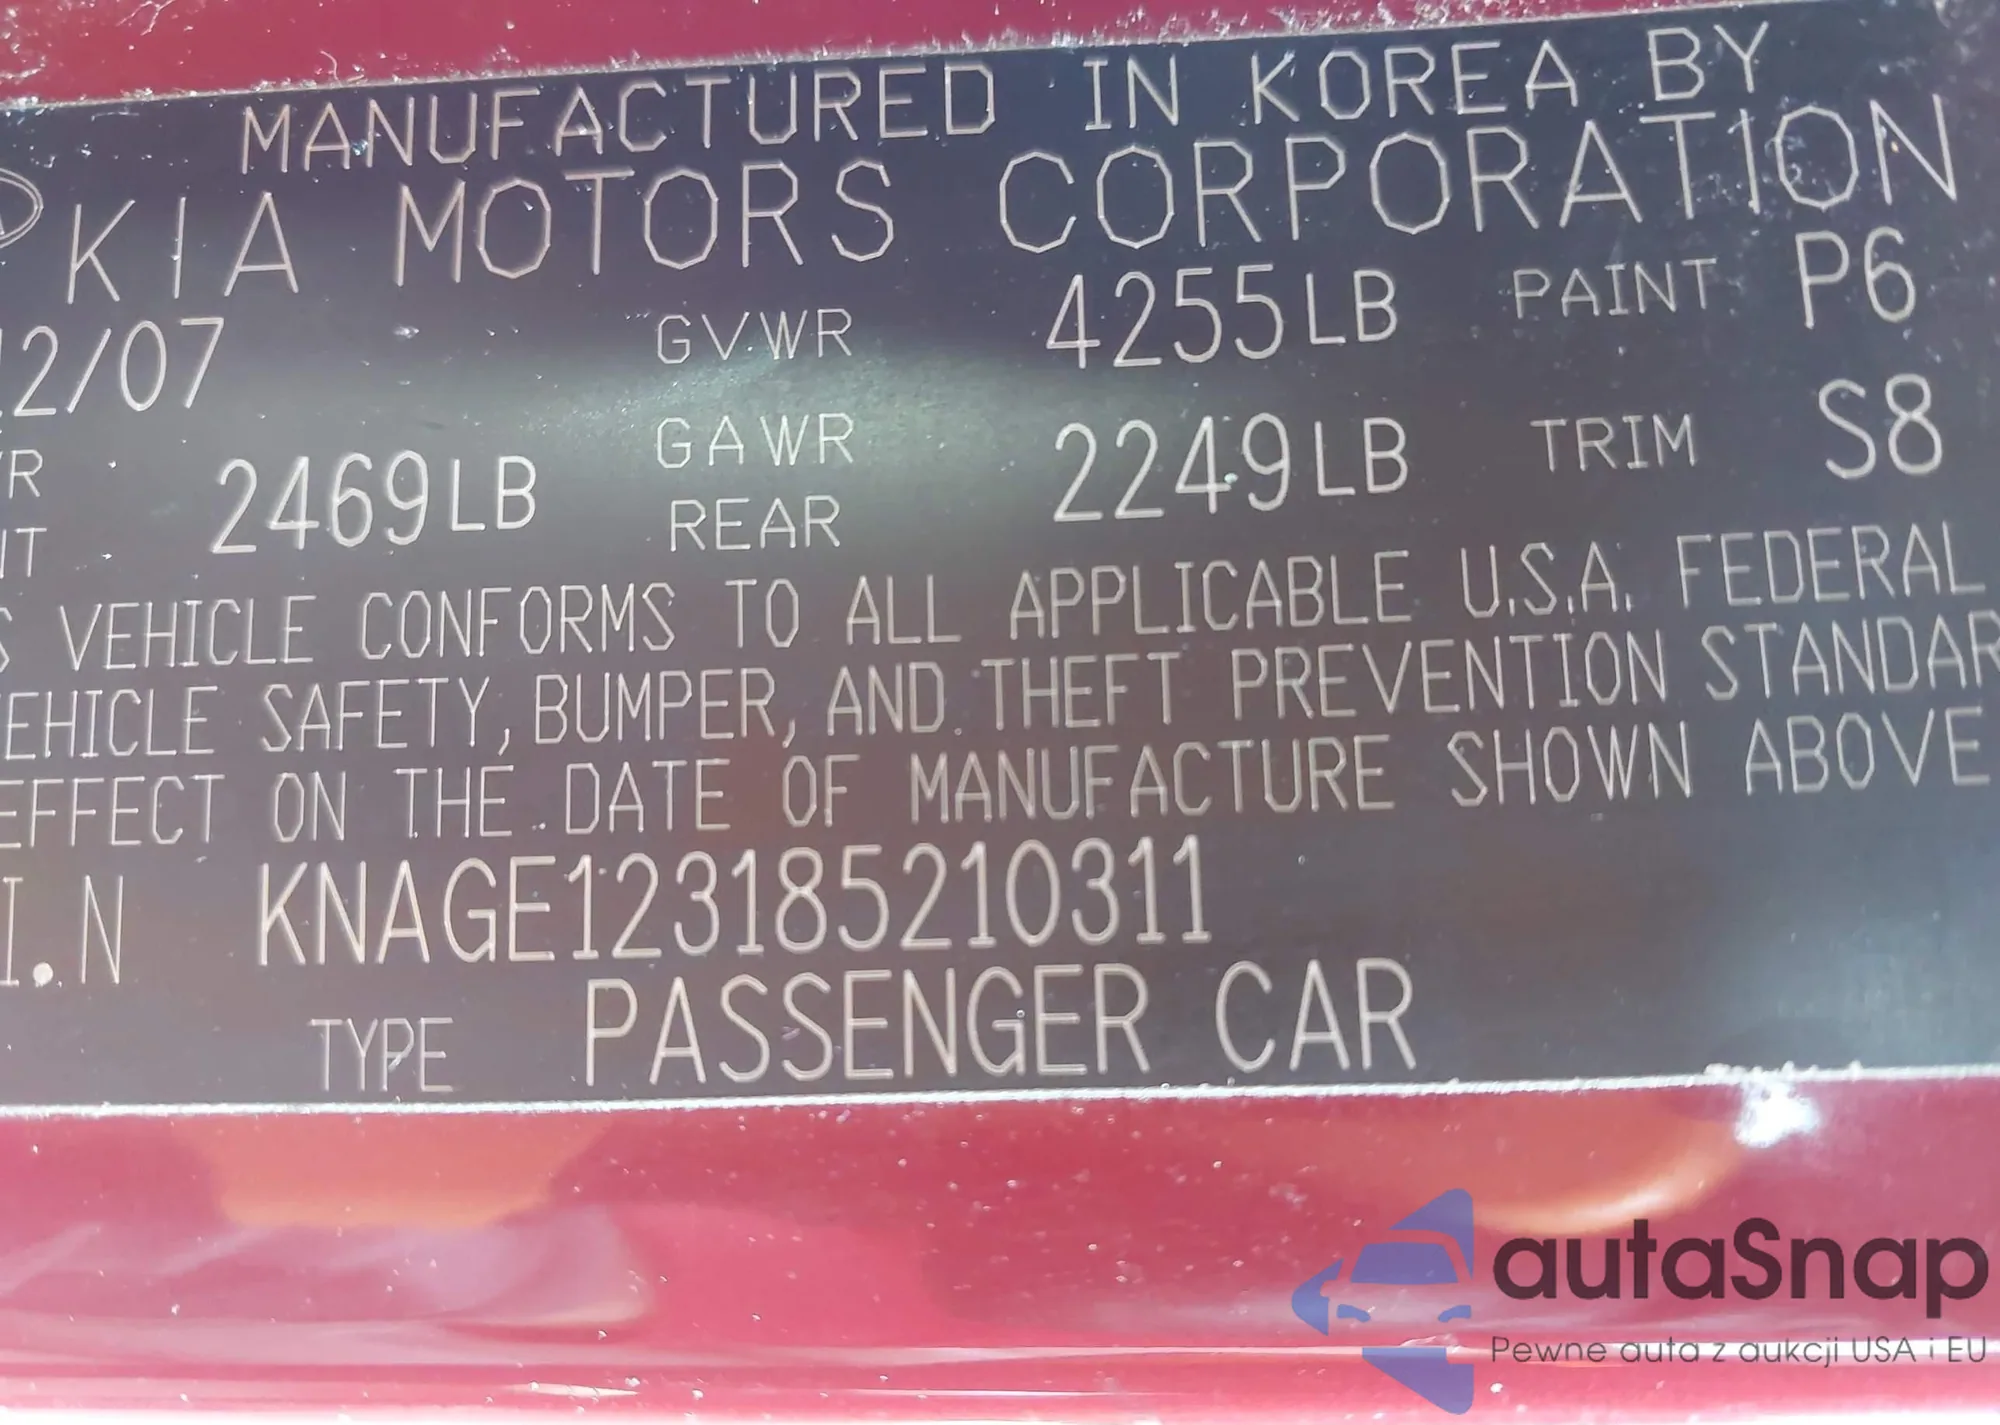 MANUFACTURED IN KOREA BY
KIA MOTORS CORPORATION
12/07 GVWR 4255LB PAINT P6
R 2469LB GAWR 2249LB TRIM S8
NT REAR
S VEHICLE CONFORMS TO ALL APPLICABLE U.S.A. FEDERAL
EHICLE SAFETY, BUMPER, AND THEFT PREVENTION STANDAR
EFFECT ON THE DATE OF MANUFACTURE SHOWN ABOVE
I.N KNAGE123185210311
TYPE PASSENGER CAR
autaSnap
Pewne auta z aukcji USA i EU